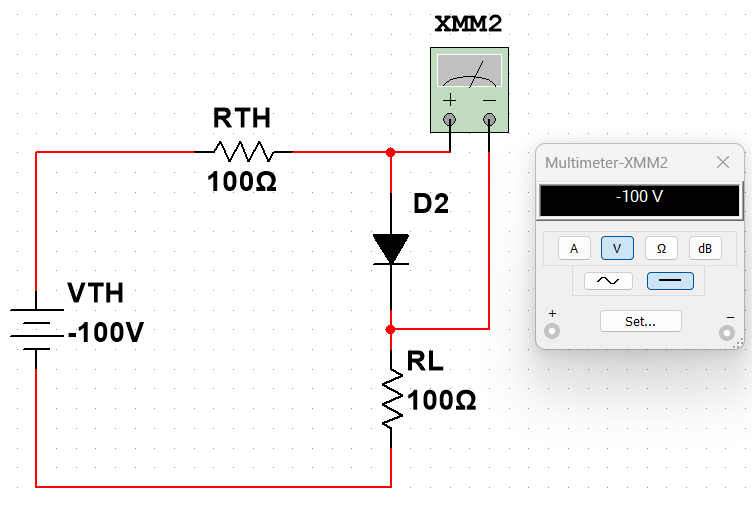 XMM2
+ −
RTH
100Ω
D2
VTH
-100V
RL
100Ω
Multimeter-XMM2
-100 V
A V Ω dB
Set...
+ −